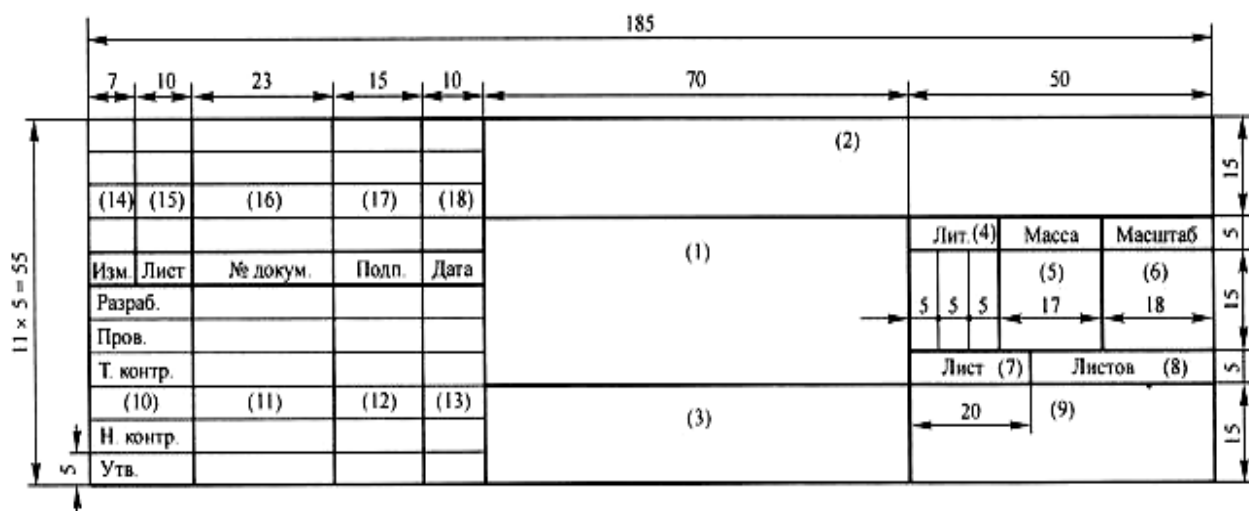 185
7 10 23 15 10 70 50
(2)
15
(14) (15) (16) (17) (18)
(1)
Лит. (4) Масса Масштаб
5
11 × 5 = 55
Изм. Лист № докум. Подп. Дата
(5) (6)
Разраб.
5 5 5 17 18
15
Пров.
Т. контр.
Лист (7) Листов (8)
5
(10) (11) (12) (13)
(3)
20 (9)
15
Н. контр.
5
Утв.